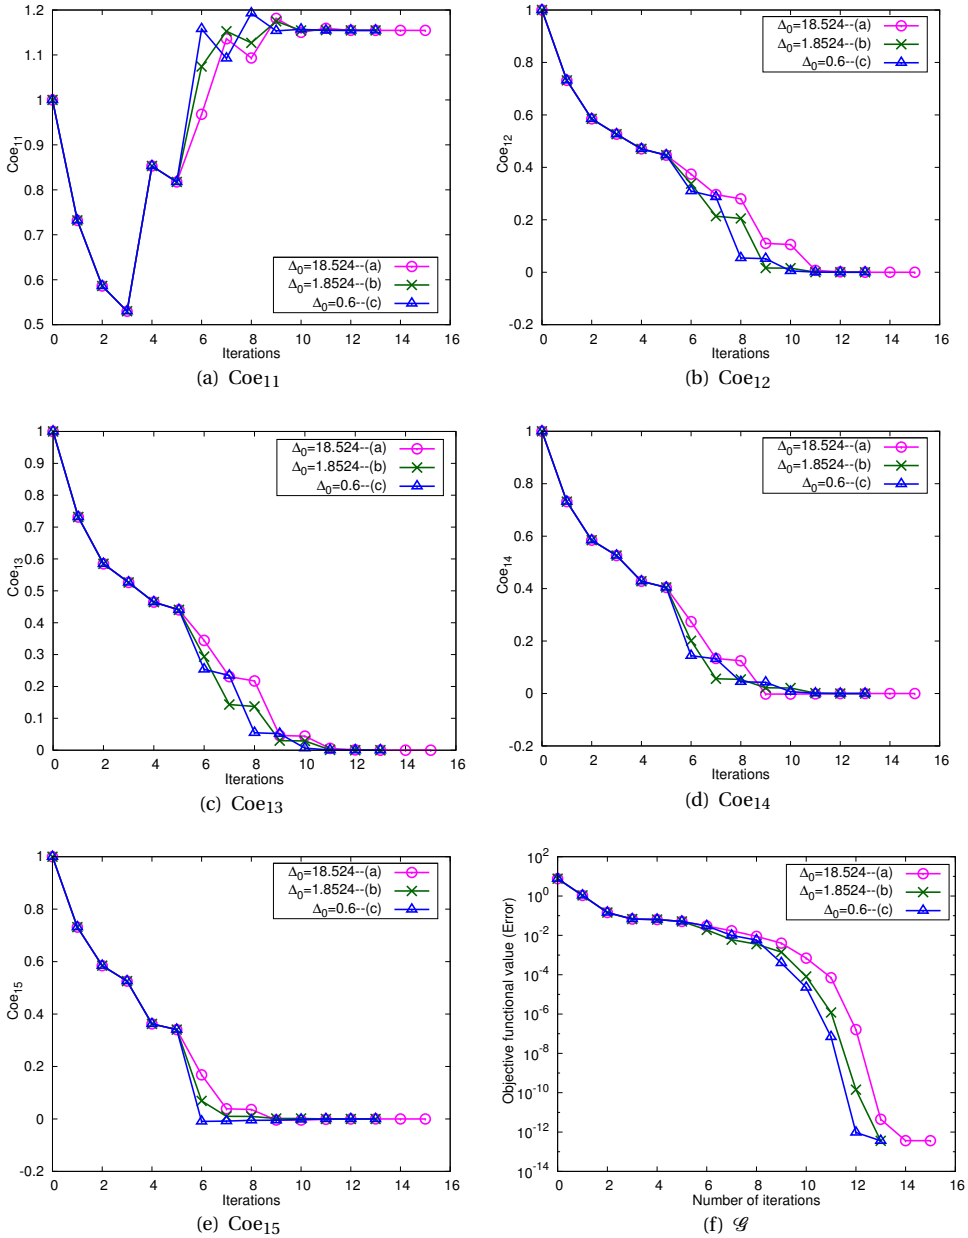 1.2
1.1
1
0.9
0.8
0.7
0.6
0.5
Coe11
Δ0=18.524--(a)
Δ0=1.8524--(b)
Δ0=0.6--(c)
0 2 4 6 8 10 12 14 16
Iterations
(a) Coe11
1
0.8
0.6
0.4
0.2
0
-0.2
Coe12
Δ0=18.524--(a)
Δ0=1.8524--(b)
Δ0=0.6--(c)
0 2 4 6 8 10 12 14 16
Iterations
(b) Coe12
1
0.9
0.8
0.7
0.6
0.5
0.4
0.3
0.2
0.1
0
Coe13
Δ0=18.524--(a)
Δ0=1.8524--(b)
Δ0=0.6--(c)
0 2 4 6 8 10 12 14 16
Iterations
(c) Coe13
1
0.8
0.6
0.4
0.2
0
-0.2
Coe14
Δ0=18.524--(a)
Δ0=1.8524--(b)
Δ0=0.6--(c)
0 2 4 6 8 10 12 14 16
Iterations
(d) Coe14
1
0.8
0.6
0.4
0.2
0
-0.2
Coe15
Δ0=18.524--(a)
Δ0=1.8524--(b)
Δ0=0.6--(c)
0 2 4 6 8 10 12 14 16
Iterations
(e) Coe15
10^2
10^0
10^-2
10^-4
10^-6
10^-8
10^-10
10^-12
10^-14
Objective functional value (Error)
Δ0=18.524--(a)
Δ0=1.8524--(b)
Δ0=0.6--(c)
0 2 4 6 8 10 12 14 16
Number of iterations
(f) 𝒢